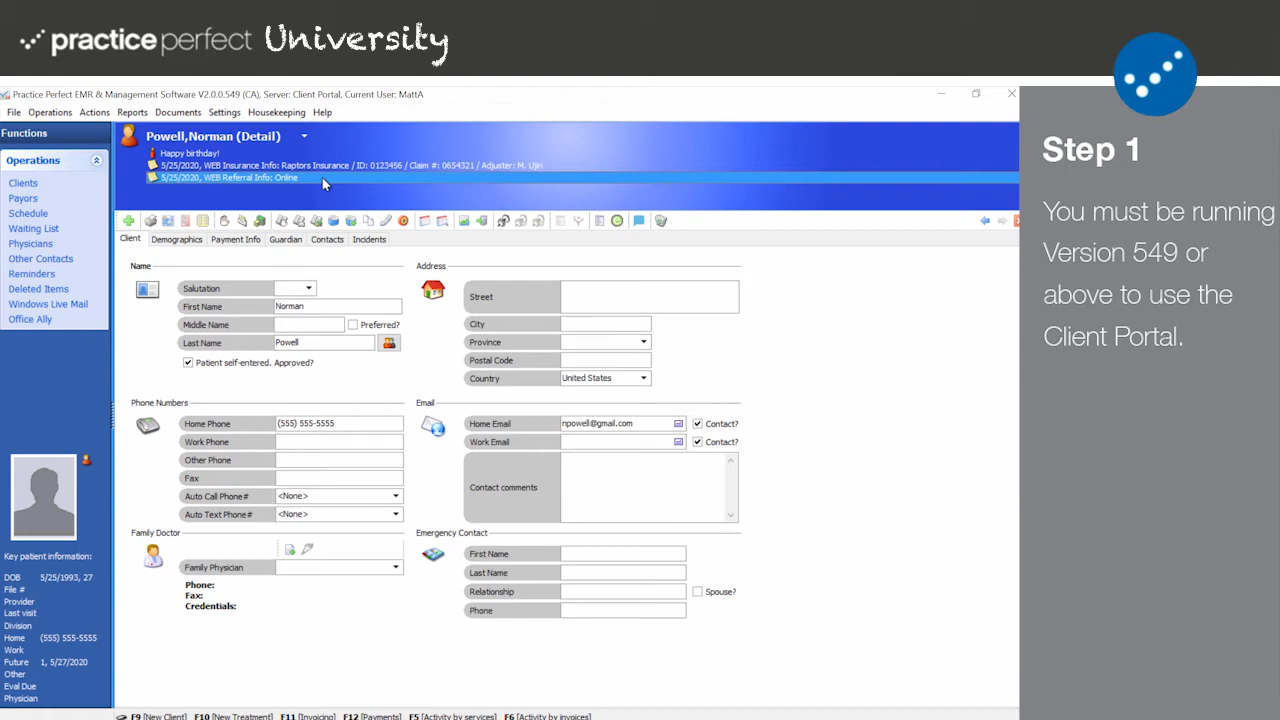 practiceperfect University
Practice Perfect EMR & Management Software V2.0.0.549 (CA), Server: Client Portal, Current User: MattA
File Operations Actions Reports Documents Settings Housekeeping Help
Functions
Operations
Clients
Payors
Schedule
Waiting List
Physicians
Other Contacts
Reminders
Deleted Items
Windows Live Mail
Office Ally
Key patient information:
DOB 5/25/1993, 27
File #
Provider
Last visit
Division
Home (555) 555-5555
Work
Future 1, 5/27/2020
Other
Eval Due
Physician
Powell,Norman (Detail)
Happy birthday!
5/25/2020, WEB Insurance Info: Raptors Insurance / ID: 0123456 / Claim #: 0654321 / Adjuster: M. Ujiri
5/25/2020, WEB Referral Info: Online
Client Demographics Payment Info Guardian Contacts Incidents
Name
Salutation
First Name Norman
Middle Name Preferred?
Last Name Powell
Patient self-entered. Approved?
Address
Street
City
Province
Postal Code
Country United States
Phone Numbers
Home Phone (555) 555-5555
Work Phone
Other Phone
Fax
Auto Call Phone# <None>
Auto Text Phone# <None>
Email
Home Email npowell@gmail.com Contact?
Work Email Contact?
Contact comments
Family Doctor
Family Physician
Phone:
Fax:
Credentials:
Emergency Contact
First Name
Last Name
Relationship Spouse?
Phone
F9 [New Client] F10 [New Treatment] F11 [Invoicing] F12 [Payments] F5 [Activity by services] F6 [Activity by invoices]
Step 1
You must be running
Version 549 or
above to use the
Client Portal.